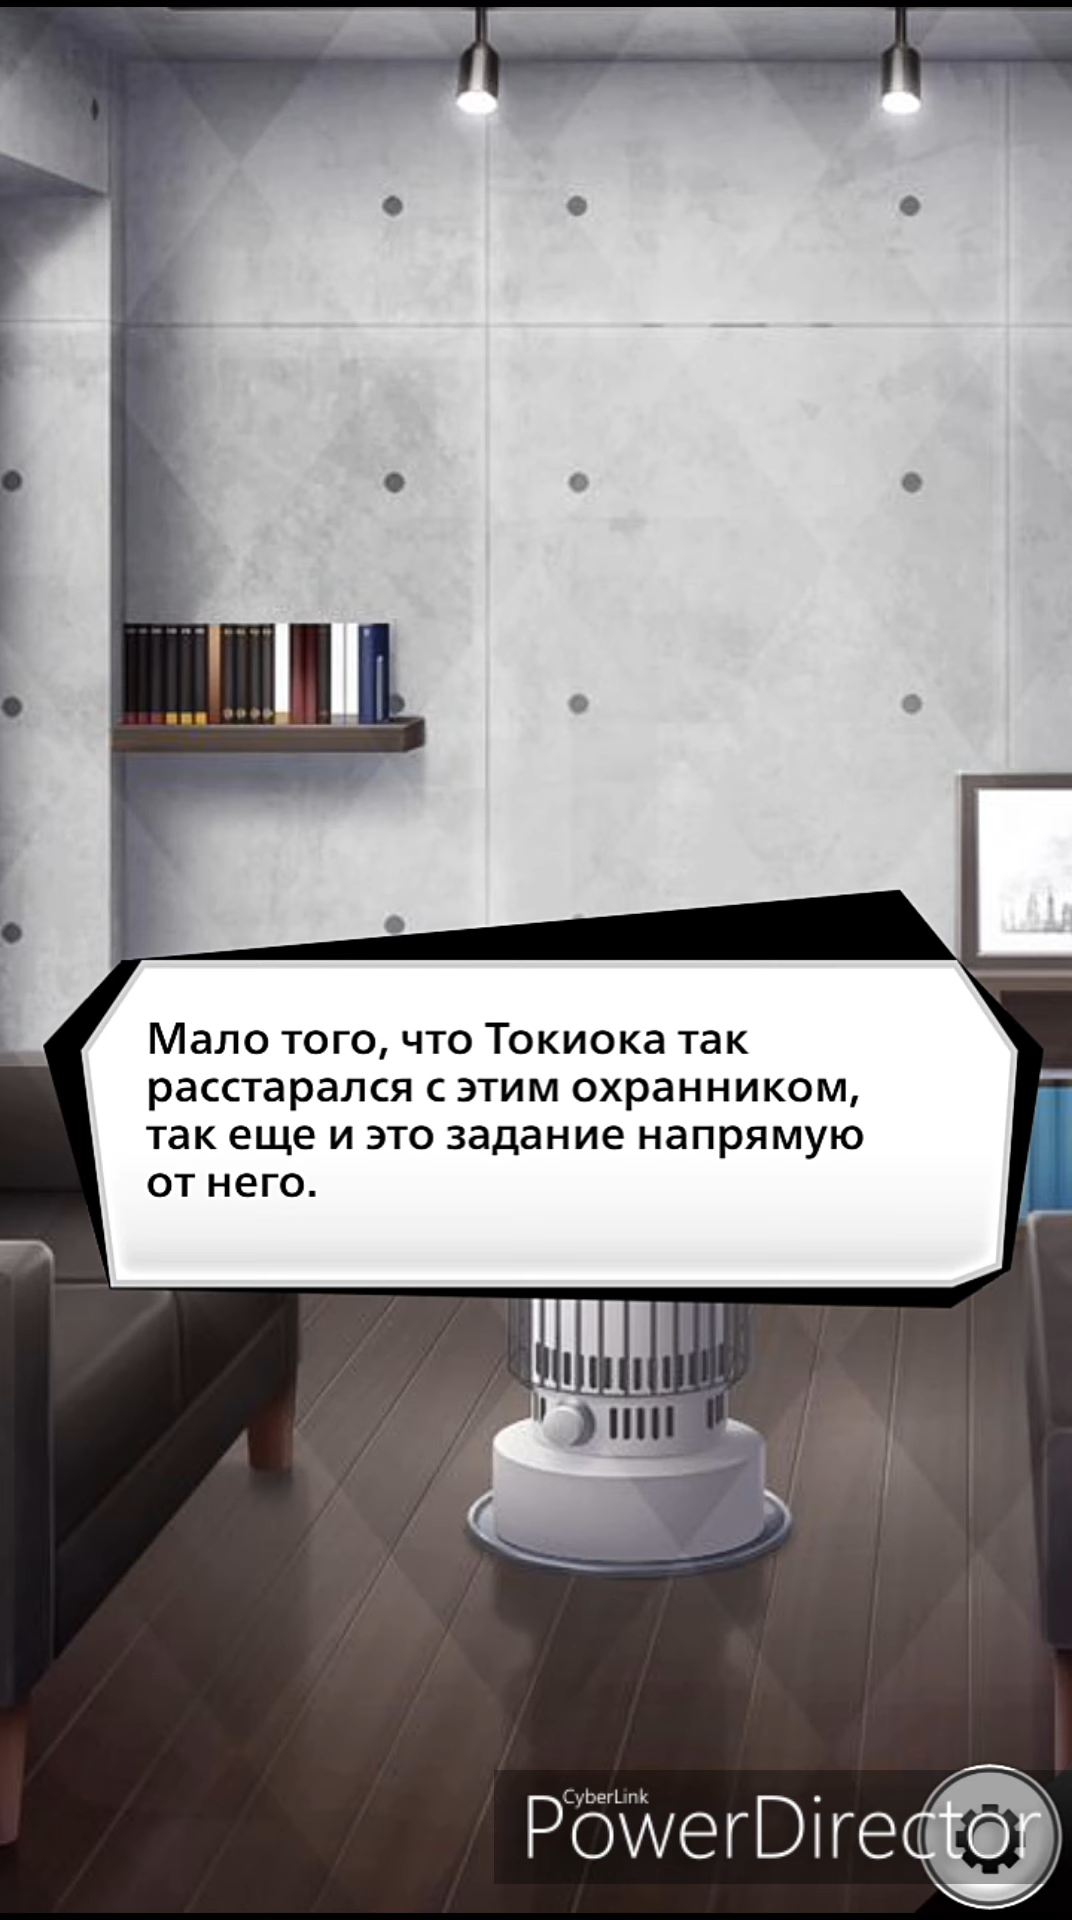 Мало того, что Токиока так
расстарался с этим охранником,
так еще и это задание напрямую
от него.
CyberLink
PowerDirector